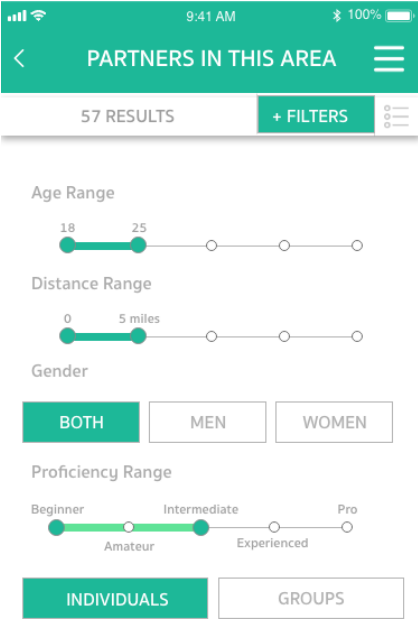 9:41 AM 100%
PARTNERS IN THIS AREA
57 RESULTS + FILTERS
Age Range
18 25
Distance Range
0 5 miles
Gender
BOTH MEN WOMEN
Proficiency Range
Beginner Intermediate Pro
Amateur Experienced
INDIVIDUALS GROUPS